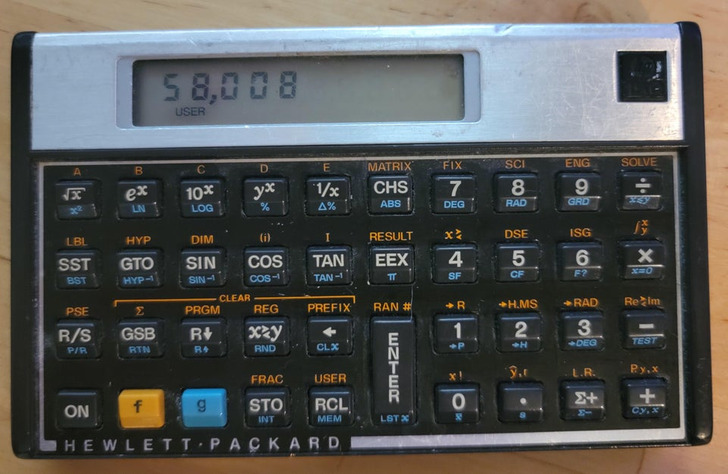 58,008
USER
A B C D E MATRIX FIX SCI ENG SOLVE
√x eˣ 10ˣ yˣ 1/x CHS 7 8 9 ÷
x² LN LOG % Δ% ABS DEG RAD GRD x≤y
LBL HYP DIM (i) I RESULT x≷ DSE ISG ∫xy
SST GTO SIN COS TAN EEX 4 5 6 ×
BST HYP⁻¹ SIN⁻¹ COS⁻¹ TAN⁻¹ π SF CF F? x=0
CLEAR
PSE Σ PRGM REG PREFIX RAN # →R →H.MS →RAD Re≷Im
R/S GSB R↓ x≷y ← ENTER 1 2 3 −
P/R RTN R↑ RND CLx →P →H →DEG TEST
FRAC USER x! ŷ,r L.R. Py,x
ON f g STO RCL 0 · Σ+ +
INT MEM LSTx x̄ s Σ− Cy,x
HEWLETT·PACKARD